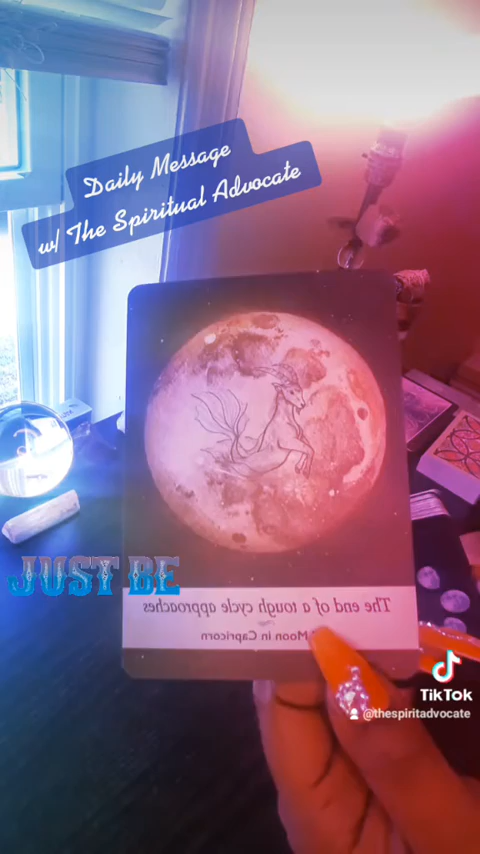 Daily Message
w/ The Spiritual Advocate
JUST BE
The end of a tough cycle approaches
Moon in Capricorn
TikTok
@thespiritadvocate